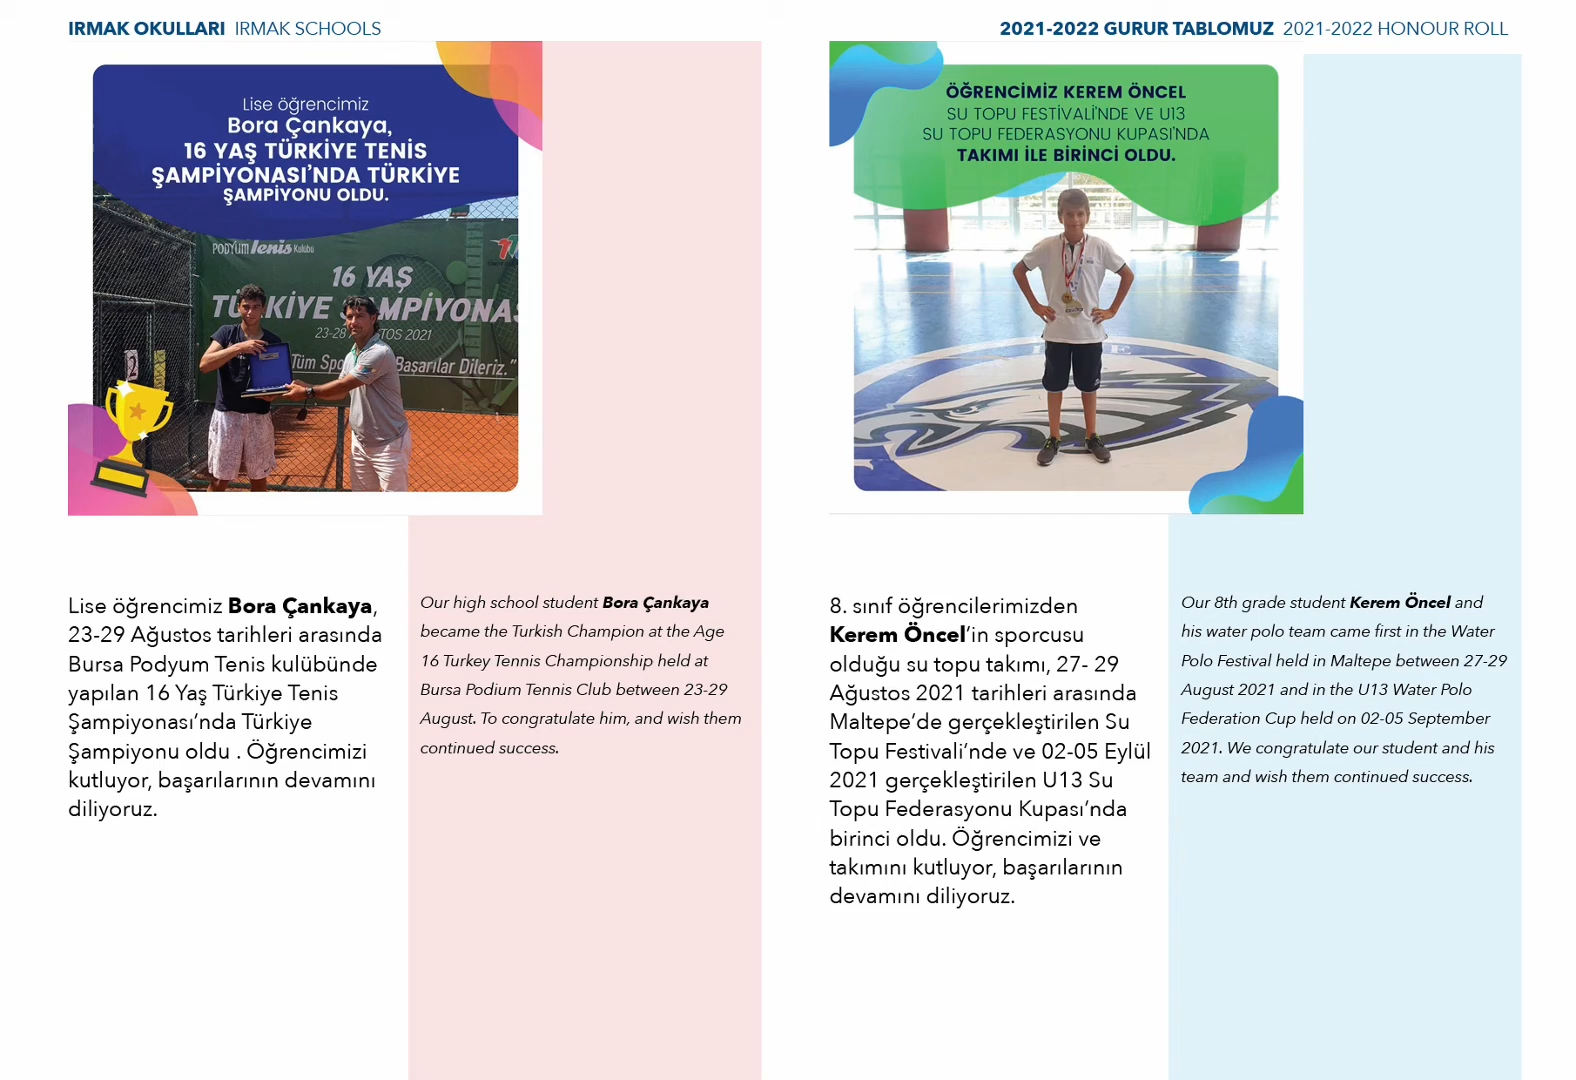 IRMAK OKULLARI IRMAK SCHOOLS
Lise öğrencimiz
Bora Çankaya,
16 YAŞ TÜRKİYE TENİS
ŞAMPİYONASI'NDA TÜRKİYE
ŞAMPİYONU OLDU.
PODYUM tenis Kulübü
16 YAŞ
23-28
2021
Başarılar Dileriz."
2
Lise öğrencimiz Bora Çankaya,
23-29 Ağustos tarihleri arasında
Bursa Podyum Tenis kulübünde
yapılan 16 Yaş Türkiye Tenis
Şampiyonası’nda Türkiye
Şampiyonu oldu . Öğrencimizi
kutluyor, başarılarının devamını
diliyoruz.
Our high school student Bora Çankaya
became the Turkish Champion at the Age
16 Turkey Tennis Championship held at
Bursa Podium Tennis Club between 23-29
August. To congratulate him, and wish them
continued success.
2021-2022 GURUR TABLOMUZ 2021-2022 HONOUR ROLL
ÖĞRENCİMİZ KEREM ÖNCEL
SU TOPU FESTİVALİ'NDE VE U13
SU TOPU FEDERASYONU KUPASI'NDA
TAKIMI İLE BİRİNCİ OLDU.
8. sınıf öğrencilerimizden
Kerem Öncel’in sporcusu
olduğu su topu takımı, 27- 29
Ağustos 2021 tarihleri arasında
Maltepe’de gerçekleştirilen Su
Topu Festivali’nde ve 02-05 Eylül
2021 gerçekleştirilen U13 Su
Topu Federasyonu Kupası’nda
birinci oldu. Öğrencimizi ve
takımını kutluyor, başarılarının
devamını diliyoruz.
Our 8th grade student Kerem Öncel and
his water polo team came first in the Water
Polo Festival held in Maltepe between 27-29
August 2021 and in the U13 Water Polo
Federation Cup held on 02-05 September
2021. We congratulate our student and his
team and wish them continued success.